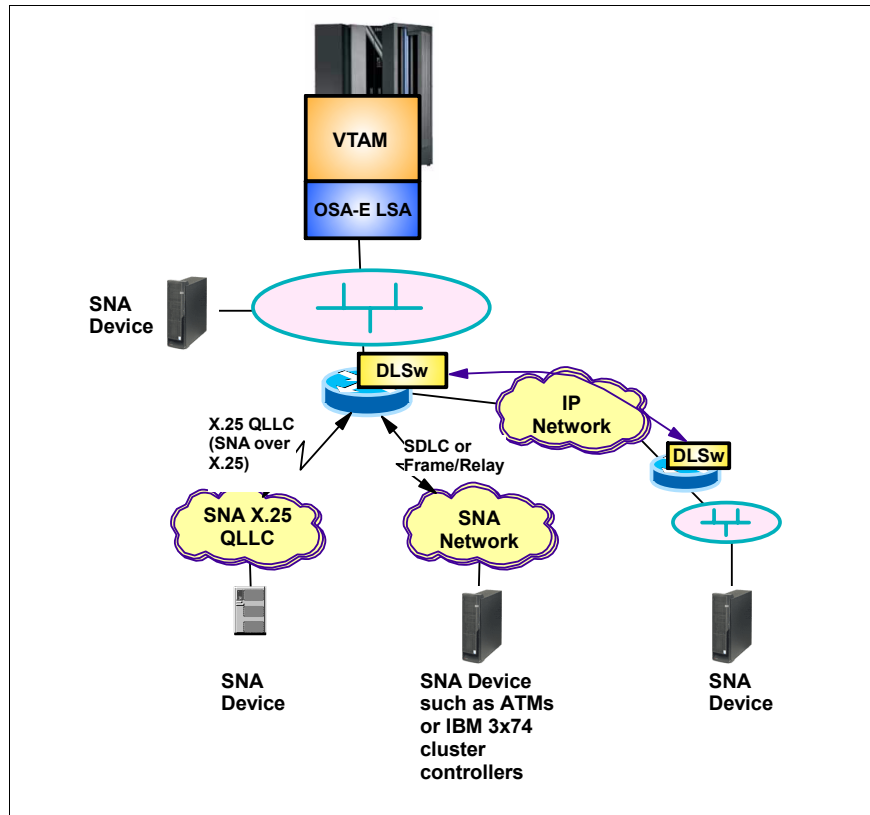 VTAM
OSA-E LSA
SNA
Device
DLSw
IP
Network
X.25 QLLC
(SNA over
X.25)
SDLC or
Frame/Relay
DLSw
SNA X.25
QLLC
SNA
Network
SNA
Device
SNA Device
such as ATMs
or IBM 3x74
cluster
controllers
SNA
Device